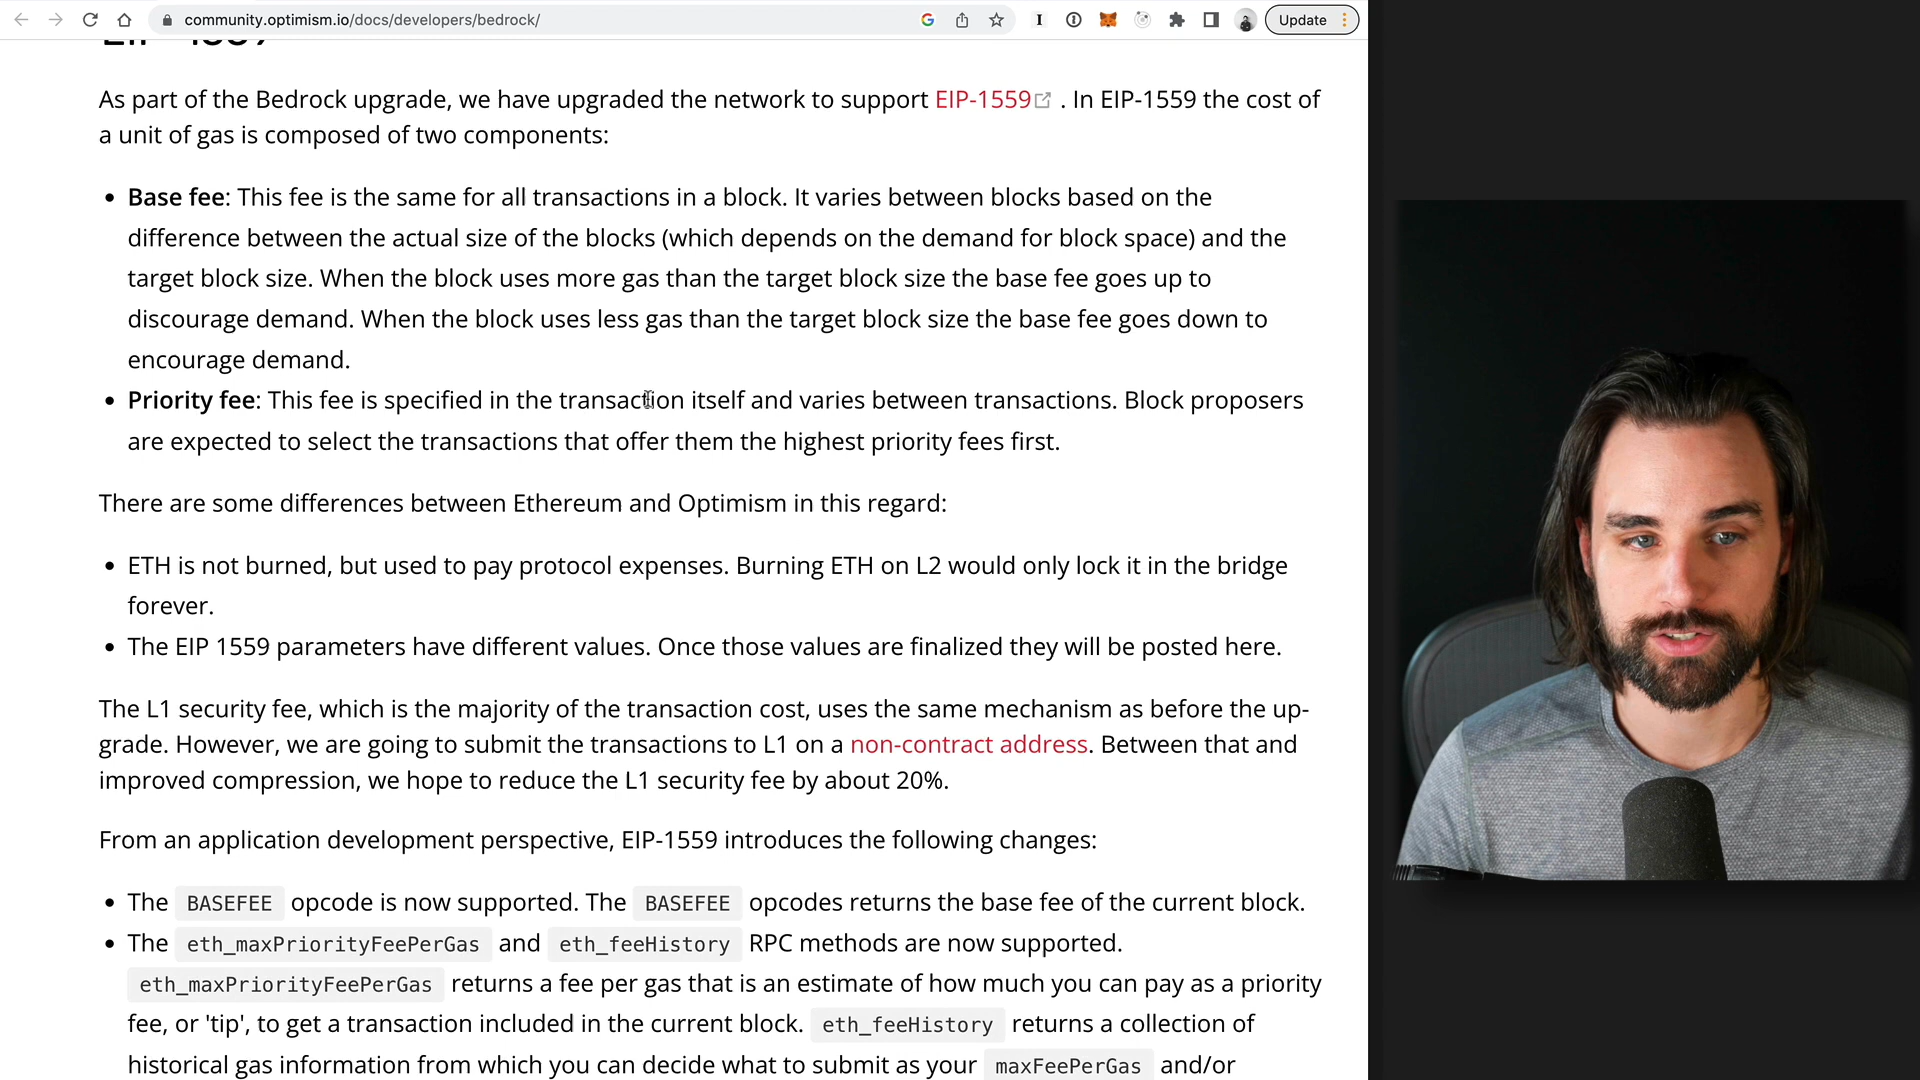 community.optimism.io/docs/developers/bedrock/
Update
As part of the Bedrock upgrade, we have upgraded the network to support EIP-1559 . In EIP-1559 the cost of
a unit of gas is composed of two components:
• Base fee: This fee is the same for all transactions in a block. It varies between blocks based on the
difference between the actual size of the blocks (which depends on the demand for block space) and the
target block size. When the block uses more gas than the target block size the base fee goes up to
discourage demand. When the block uses less gas than the target block size the base fee goes down to
encourage demand.
• Priority fee: This fee is specified in the transaction itself and varies between transactions. Block proposers
are expected to select the transactions that offer them the highest priority fees first.
There are some differences between Ethereum and Optimism in this regard:
• ETH is not burned, but used to pay protocol expenses. Burning ETH on L2 would only lock it in the bridge
forever.
• The EIP 1559 parameters have different values. Once those values are finalized they will be posted here.
The L1 security fee, which is the majority of the transaction cost, uses the same mechanism as before the up-
grade. However, we are going to submit the transactions to L1 on a non-contract address. Between that and
improved compression, we hope to reduce the L1 security fee by about 20%.
From an application development perspective, EIP-1559 introduces the following changes:
• The BASEFEE opcode is now supported. The BASEFEE opcodes returns the base fee of the current block.
• The eth_maxPriorityFeePerGas and eth_feeHistory RPC methods are now supported.
eth_maxPriorityFeePerGas returns a fee per gas that is an estimate of how much you can pay as a priority
fee, or 'tip', to get a transaction included in the current block. eth_feeHistory returns a collection of
historical gas information from which you can decide what to submit as your maxFeePerGas and/or